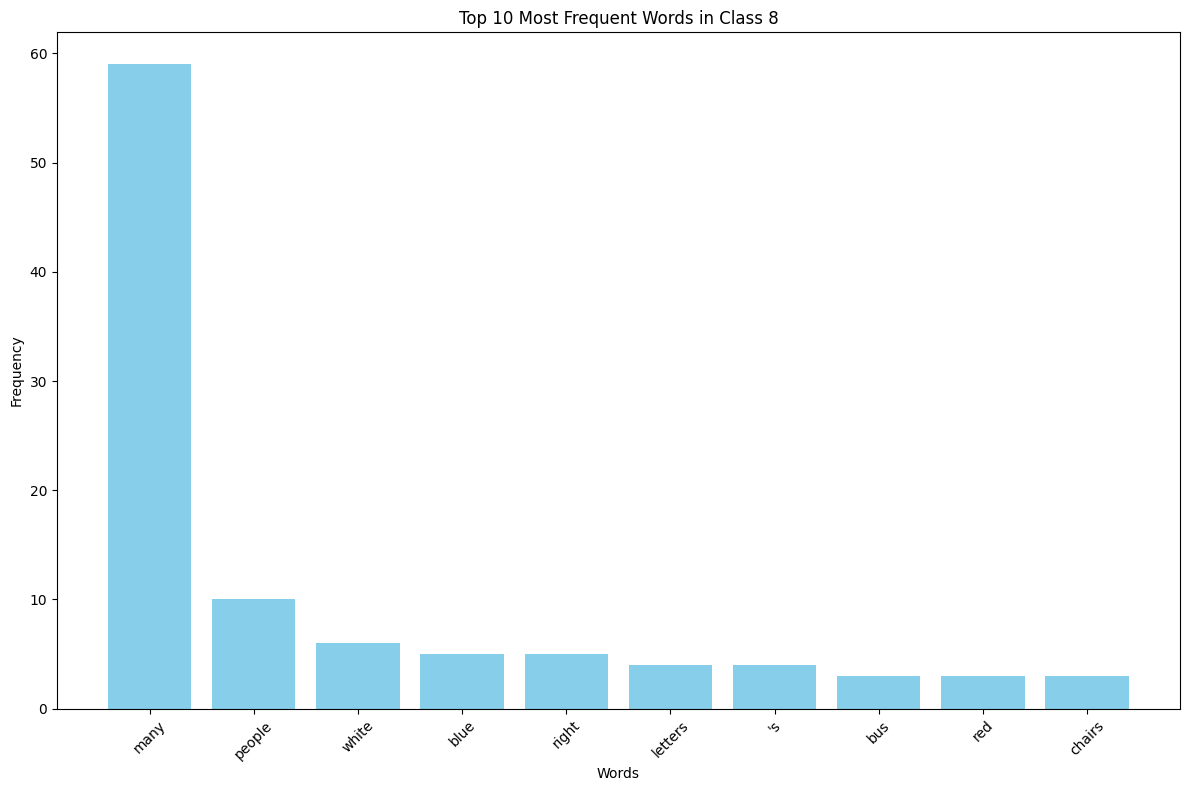 Top 10 Most Frequent Words in Class 8
60
50
40
30
20
10
0
Frequency
many
people
white
blue
right
letters
's
bus
red
chairs
Words